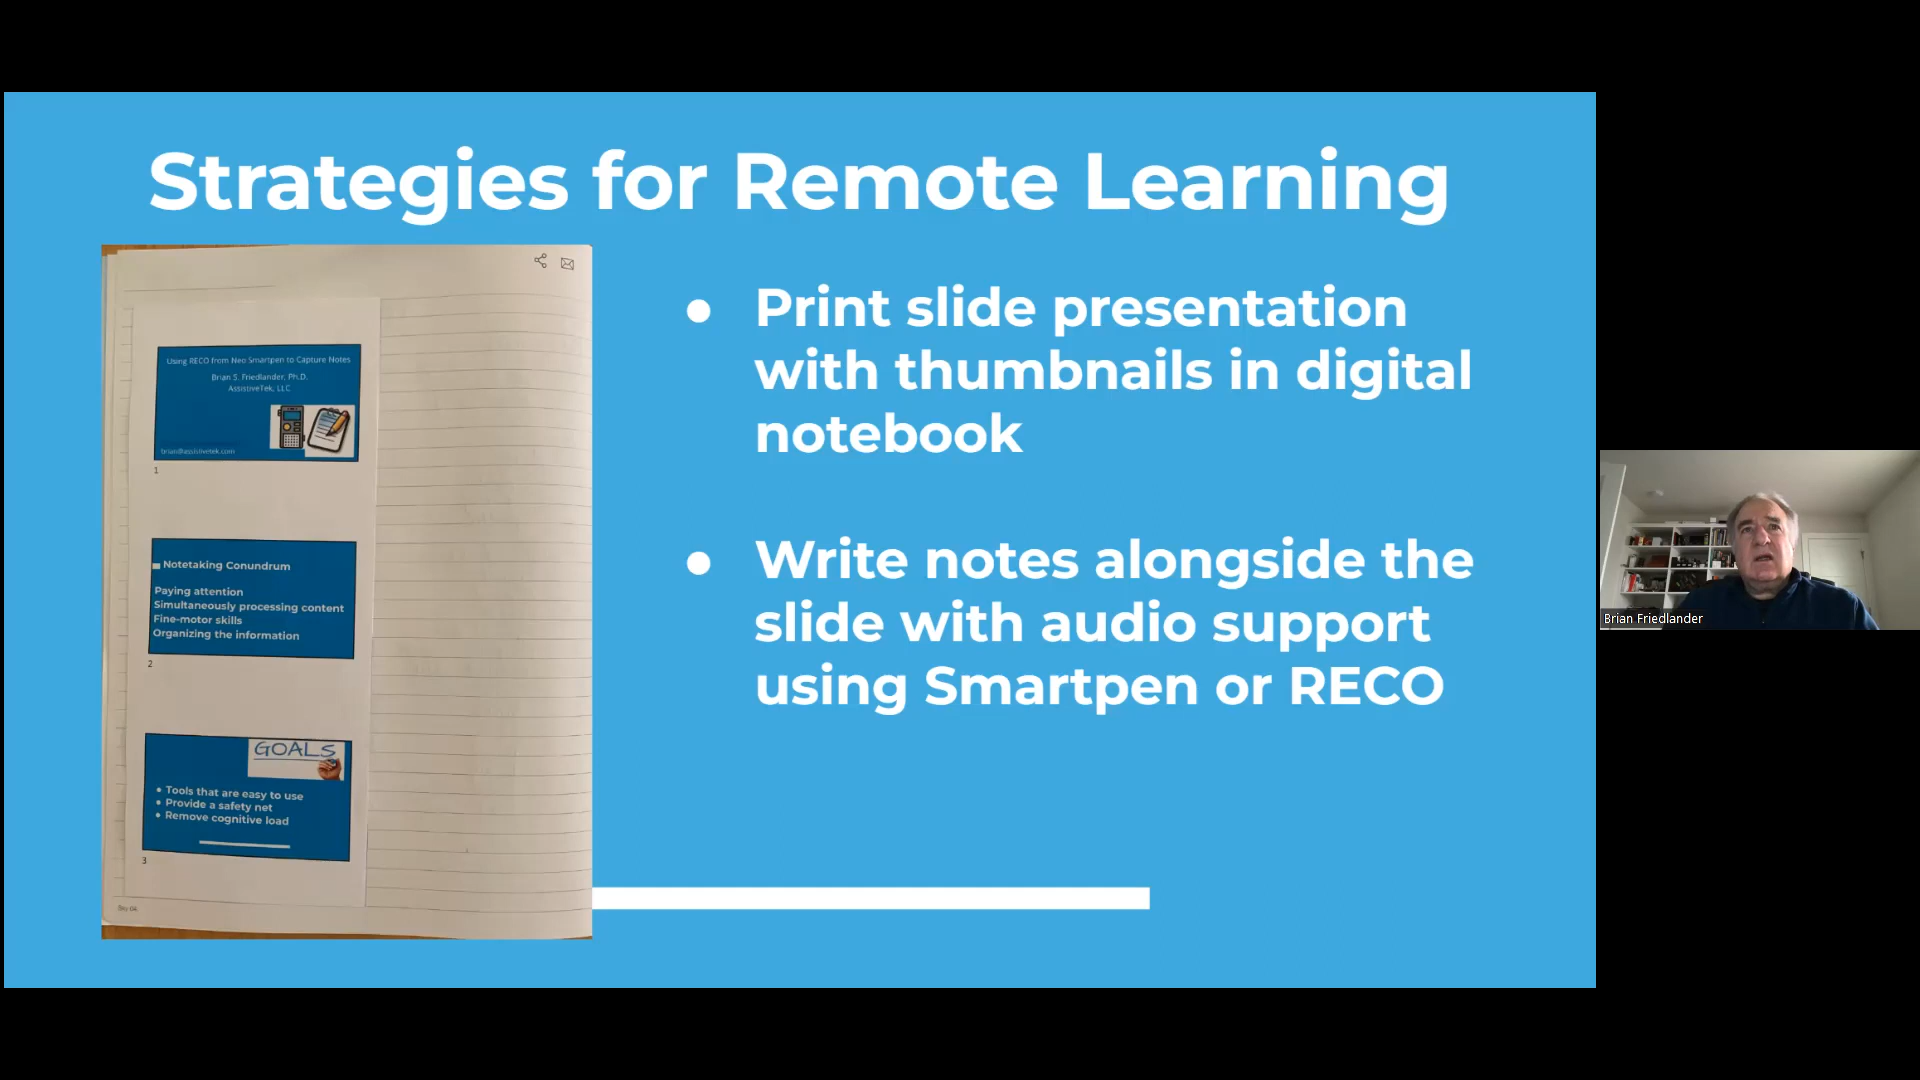 Strategies for Remote Learning
Using RECO from Neo Smartpen to Capture Notes
Brian S. Friedlander, Ph.D.
AssistiveTek, LLC
brian@assistivetek.com
1
Notetaking Conundrum
Paying attention
Simultaneously processing content
Fine-motor skills
Organizing the information
2
GOALS
● Tools that are easy to use
● Provide a safety net
● Remove cognitive load
3
● Print slide presentation
with thumbnails in digital
notebook
● Write notes alongside the
slide with audio support
using Smartpen or RECO
Brian Friedlander